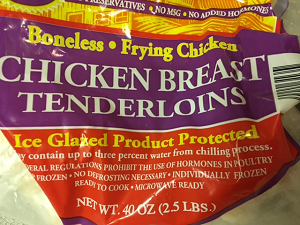 PRESERVATIVES • NO MSG • NO ADDED HORMONES*
Boneless • Frying Chicken
CHICKEN BREAST
TENDERLOINS
Ice Glazed Product Protected
contain up to three percent water from chilling process.
REGULATIONS PROHIBIT THE USE OF HORMONES IN POULTRY
FROZEN • NO DEFROSTING NECESSARY • INDIVIDUALLY FROZEN
READY TO COOK • MICROWAVE READY
NET WT. 40 OZ (2.5 LBS.)